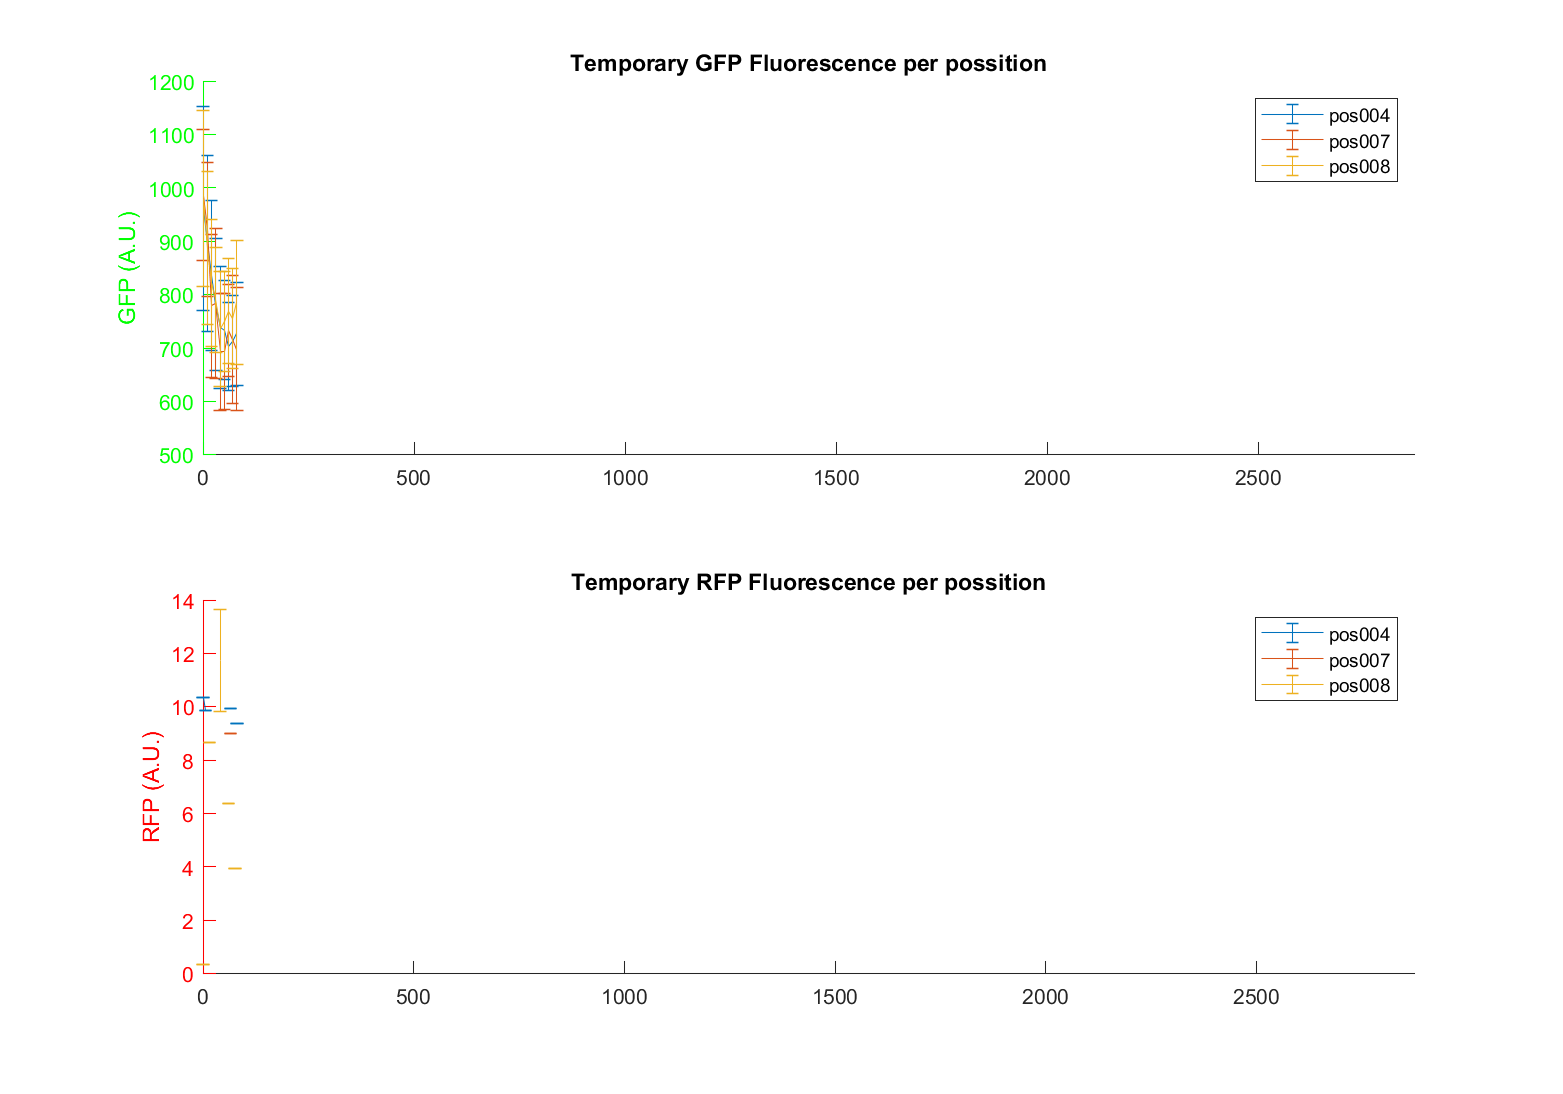 Temporary GFP Fluorescence per possition
1200
1100
1000
900
800
700
600
500
GFP (A.U.)
0 500 1000 1500 2000 2500
pos004
pos007
pos008
Temporary RFP Fluorescence per possition
14
12
10
8
6
4
2
0
RFP (A.U.)
0 500 1000 1500 2000 2500
pos004
pos007
pos008